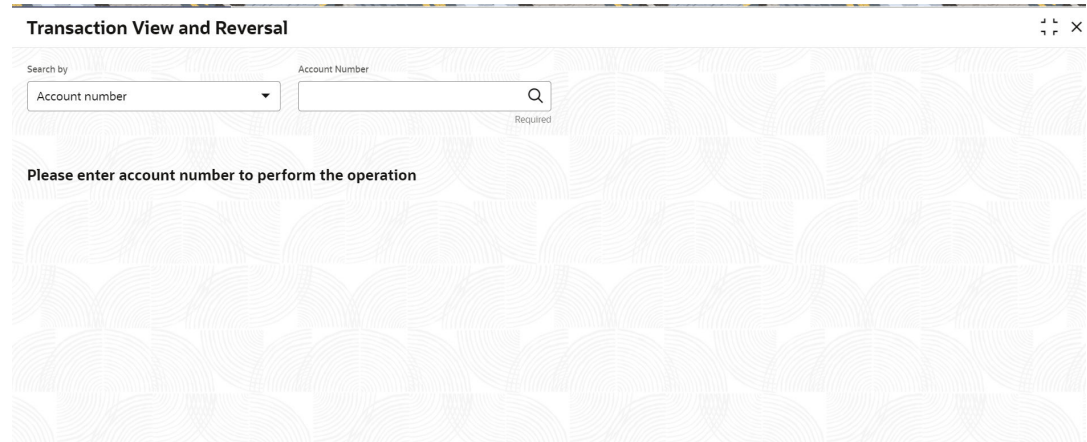 Transaction View and Reversal
Search by
Account Number
Account number
Required
Please enter account number to perform the operation